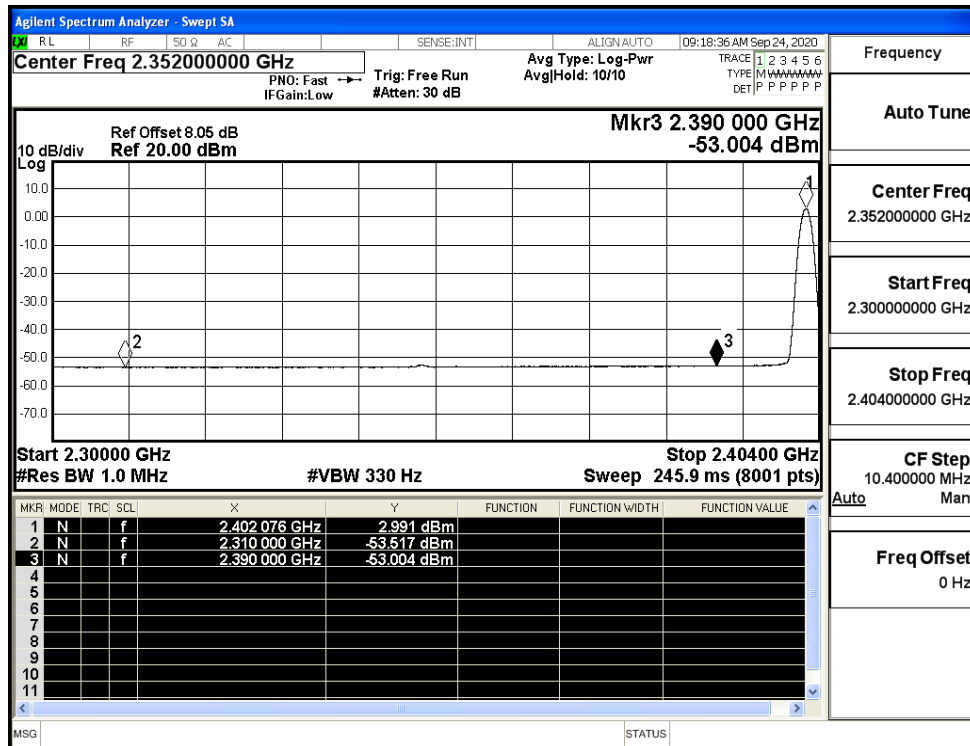 Agilent Spectrum Analyzer - Swept SA
LXI RL RF 50 Ω AC SENSE:INT ALIGN AUTO 09:18:36 AM Sep 24, 2020
Center Freq 2.352000000 GHz
PNO: Fast
IFGain:Low
Trig: Free Run
#Atten: 30 dB
Avg Type: Log-Pwr
Avg|Hold: 10/10
TRACE 1 2 3 4 5 6
TYPE M WWWWW
DET P P P P P P
Mkr3 2.390 000 GHz
-53.004 dBm
Ref Offset 8.05 dB
10 dB/div Ref 20.00 dBm
Log
10.0
0.00
-10.0
-20.0
-30.0
-40.0
-50.0
-60.0
-70.0
1
2
3
Start 2.30000 GHz Stop 2.40400 GHz
#Res BW 1.0 MHz #VBW 330 Hz Sweep 245.9 ms (8001 pts)
MKR MODE TRC SCL X Y FUNCTION FUNCTION WIDTH FUNCTION VALUE
1 N f 2.402 076 GHz 2.991 dBm
2 N f 2.310 000 GHz -53.517 dBm
3 N f 2.390 000 GHz -53.004 dBm
4
5
6
7
8
9
10
11
MSG STATUS
Frequency
Auto Tune
Center Freq
2.352000000 GHz
Start Freq
2.300000000 GHz
Stop Freq
2.404000000 GHz
CF Step
10.400000 MHz
Auto Man
Freq Offset
0 Hz